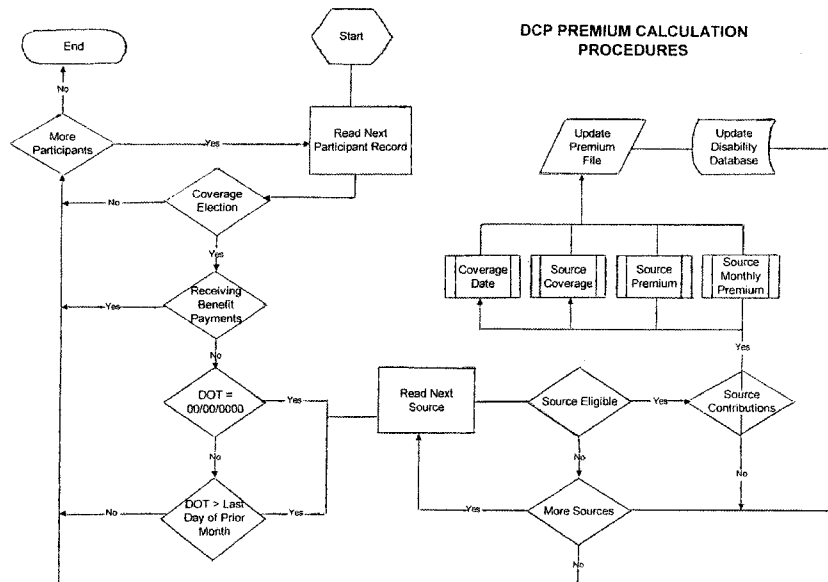 DCP PREMIUM CALCULATION
PROCEDURES
Start
End
No
More
Participants
Yes
Read Next
Participant Record
Update
Premium
File
Update
Disability
Database
No
Coverage
Election
Yes
Coverage
Date
Source
Coverage
Source
Premium
Source
Monthly
Premium
Yes
Receiving
Benefit
Payments
No
Yes
DOT =
00/00/0000
Yes
Read Next
Source
Source Eligible
Yes
Source
Contributions
No
No
No
No
DOT > Last
Day of Prior
Month
Yes
Yes
More Sources
No